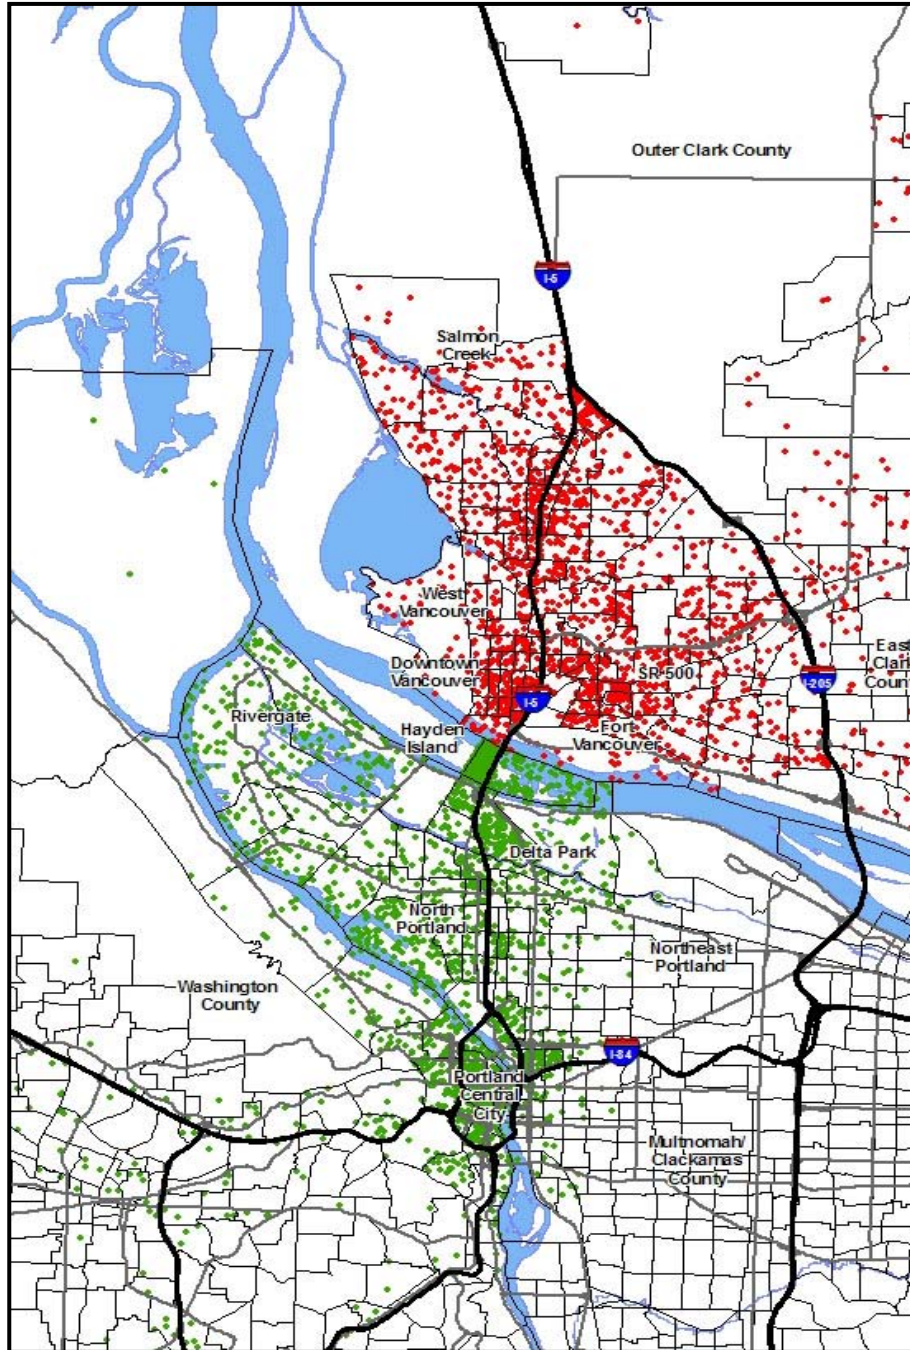 Outer Clark County
I-5
Salmon
Creek
West
Vancouver
Downtown
Vancouver
SR 500
East
I-205
I-5
Rivergate
Hayden
Island
Fort
Vancouver
Delta Park
North
Portland
Northeast
Portland
Washington
County
I-84
Portland
Central
City
Multnomah/
Clackamas
County